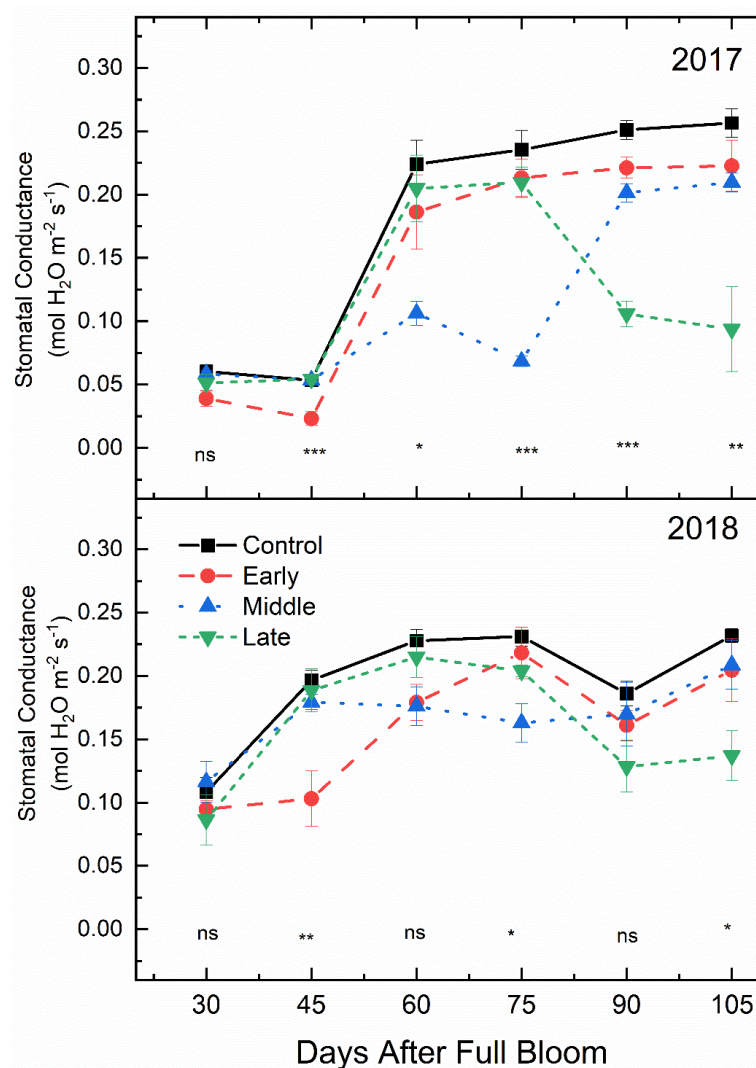 2017
0.30
0.25
0.20
0.15
0.10
0.05
0.00
Stomatal Conductance
(mol H₂O m⁻² s⁻¹)
ns *** * *** *** **
2018
Control
Early
Middle
Late
0.30
0.25
0.20
0.15
0.10
0.05
0.00
Stomatal Conductance
(mol H₂O m⁻² s⁻¹)
ns ** ns * ns *
30 45 60 75 90 105
Days After Full Bloom